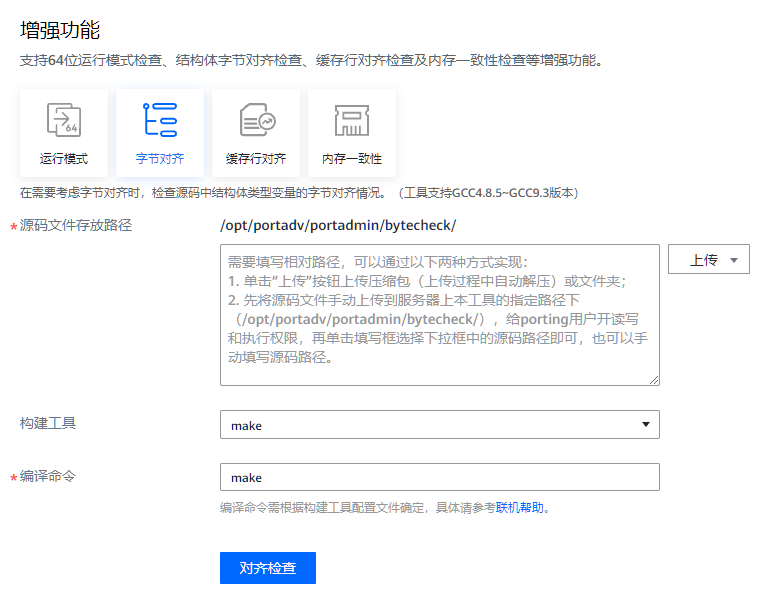 增强功能
支持64位运行模式检查、结构体字节对齐检查、缓存行对齐检查及内存一致性检查等增强功能。
64
运行模式 字节对齐 缓存行对齐 内存一致性
在需要考虑字节对齐时，检查源码中结构体类型变量的字节对齐情况。（工具支持GCC4.8.5~GCC9.3版本）
*源码文件存放路径 /opt/portadv/portadmin/bytecheck/
需要填写相对路径，可以通过以下两种方式实现：
1. 单击“上传”按钮上传压缩包（上传过程中自动解压）或文件夹；
2. 先将源码文件手动上传到服务器上本工具的指定路径下
（/opt/portadv/portadmin/bytecheck/），给porting用户开读写
和执行权限，再单击填写框选择下拉框中的源码路径即可，也可以手
动填写源码路径。
上传
构建工具 make
*编译命令 make
编译命令需根据构建工具配置文件确定，具体请参考联机帮助。
对齐检查